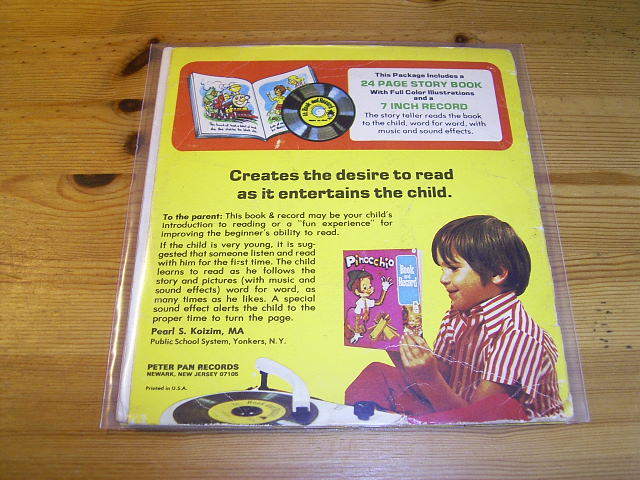 This Package Includes a
24 PAGE STORY BOOK
With Full Color Illustrations
and a
7 INCH RECORD
The story teller reads the book
to the child, word for word, with
music and sound effects.
Creates the desire to read
as it entertains the child.
To the parent: This book & record may be your child's
introduction to reading or a "fun experience" for
improving the beginner's ability to read.
If the child is very young, it is sug-
gested that someone listen and read
with him for the first time. The child
learns to read as he follows the
story and pictures (with music and
sound effects) word for word, as
many times as he likes. A special
sound effect alerts the child to the
proper time to turn the page.
Pearl S. Koizim, MA
Public School System, Yonkers, N.Y.
Pinocchio
Book
and
Record
PETER PAN RECORDS
NEWARK, NEW JERSEY 07105
Printed in U.S.A.